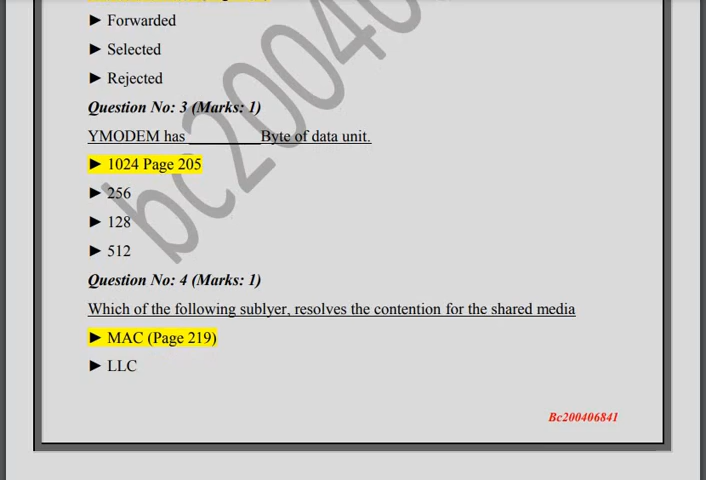 ► Forwarded
► Selected
► Rejected
Question No: 3 (Marks: 1)
YMODEM has ________Byte of data unit.
► 1024 Page 205
► 256
► 128
► 512
Question No: 4 (Marks: 1)
Which of the following sublyer, resolves the contention for the shared media
► MAC (Page 219)
► LLC
Bc200406841
bc20040